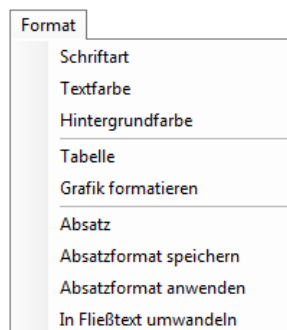 Format
Schriftart
Textfarbe
Hintergrundfarbe
Tabelle
Grafik formatieren
Absatz
Absatzformat speichern
Absatzformat anwenden
In Fließtext umwandeln